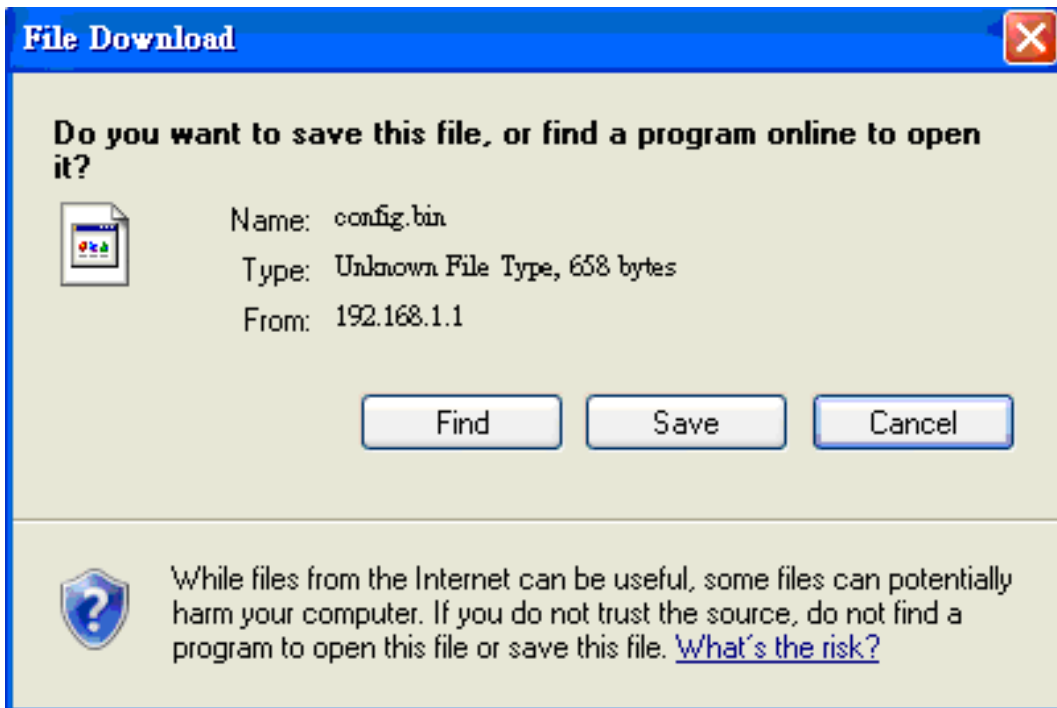 File Download
Do you want to save this file, or find a program online to open
it?
Name: config.bin
Type: Unknown File Type, 658 bytes
From: 192.168.1.1
Find Save Cancel
While files from the Internet can be useful, some files can potentially
harm your computer. If you do not trust the source, do not find a
program to open this file or save this file. What's the risk?